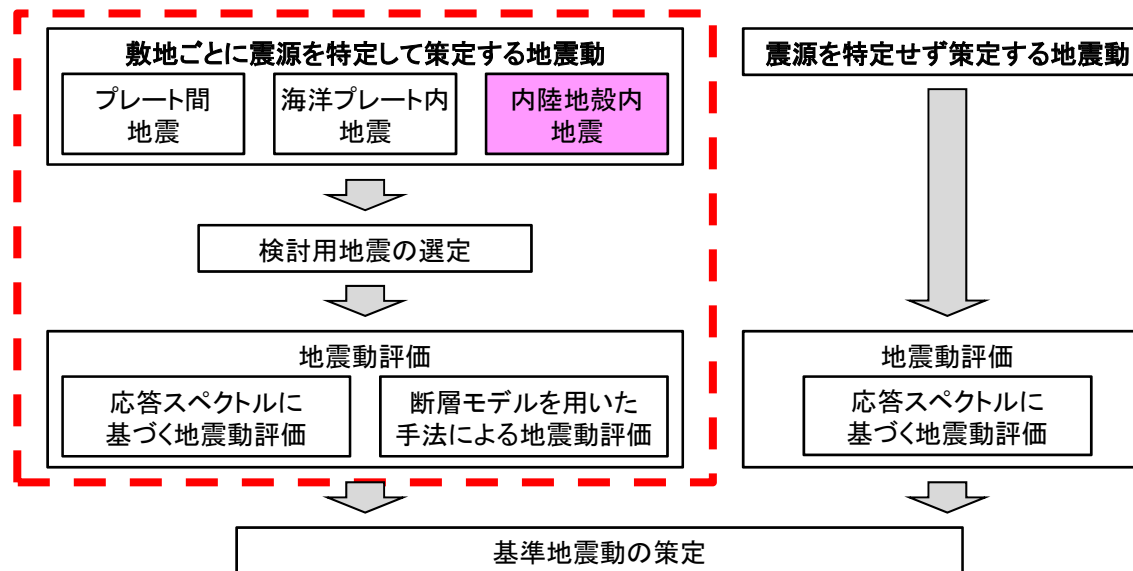 敷地ごとに震源を特定して策定する地震動
プレート間
地震
海洋プレート内
地震
内陸地殻内
地震
検討用地震の選定
地震動評価
応答スペクトルに
基づく地震動評価
断層モデルを用いた
手法による地震動評価
震源を特定せず策定する地震動
地震動評価
応答スペクトルに
基づく地震動評価
基準地震動の策定